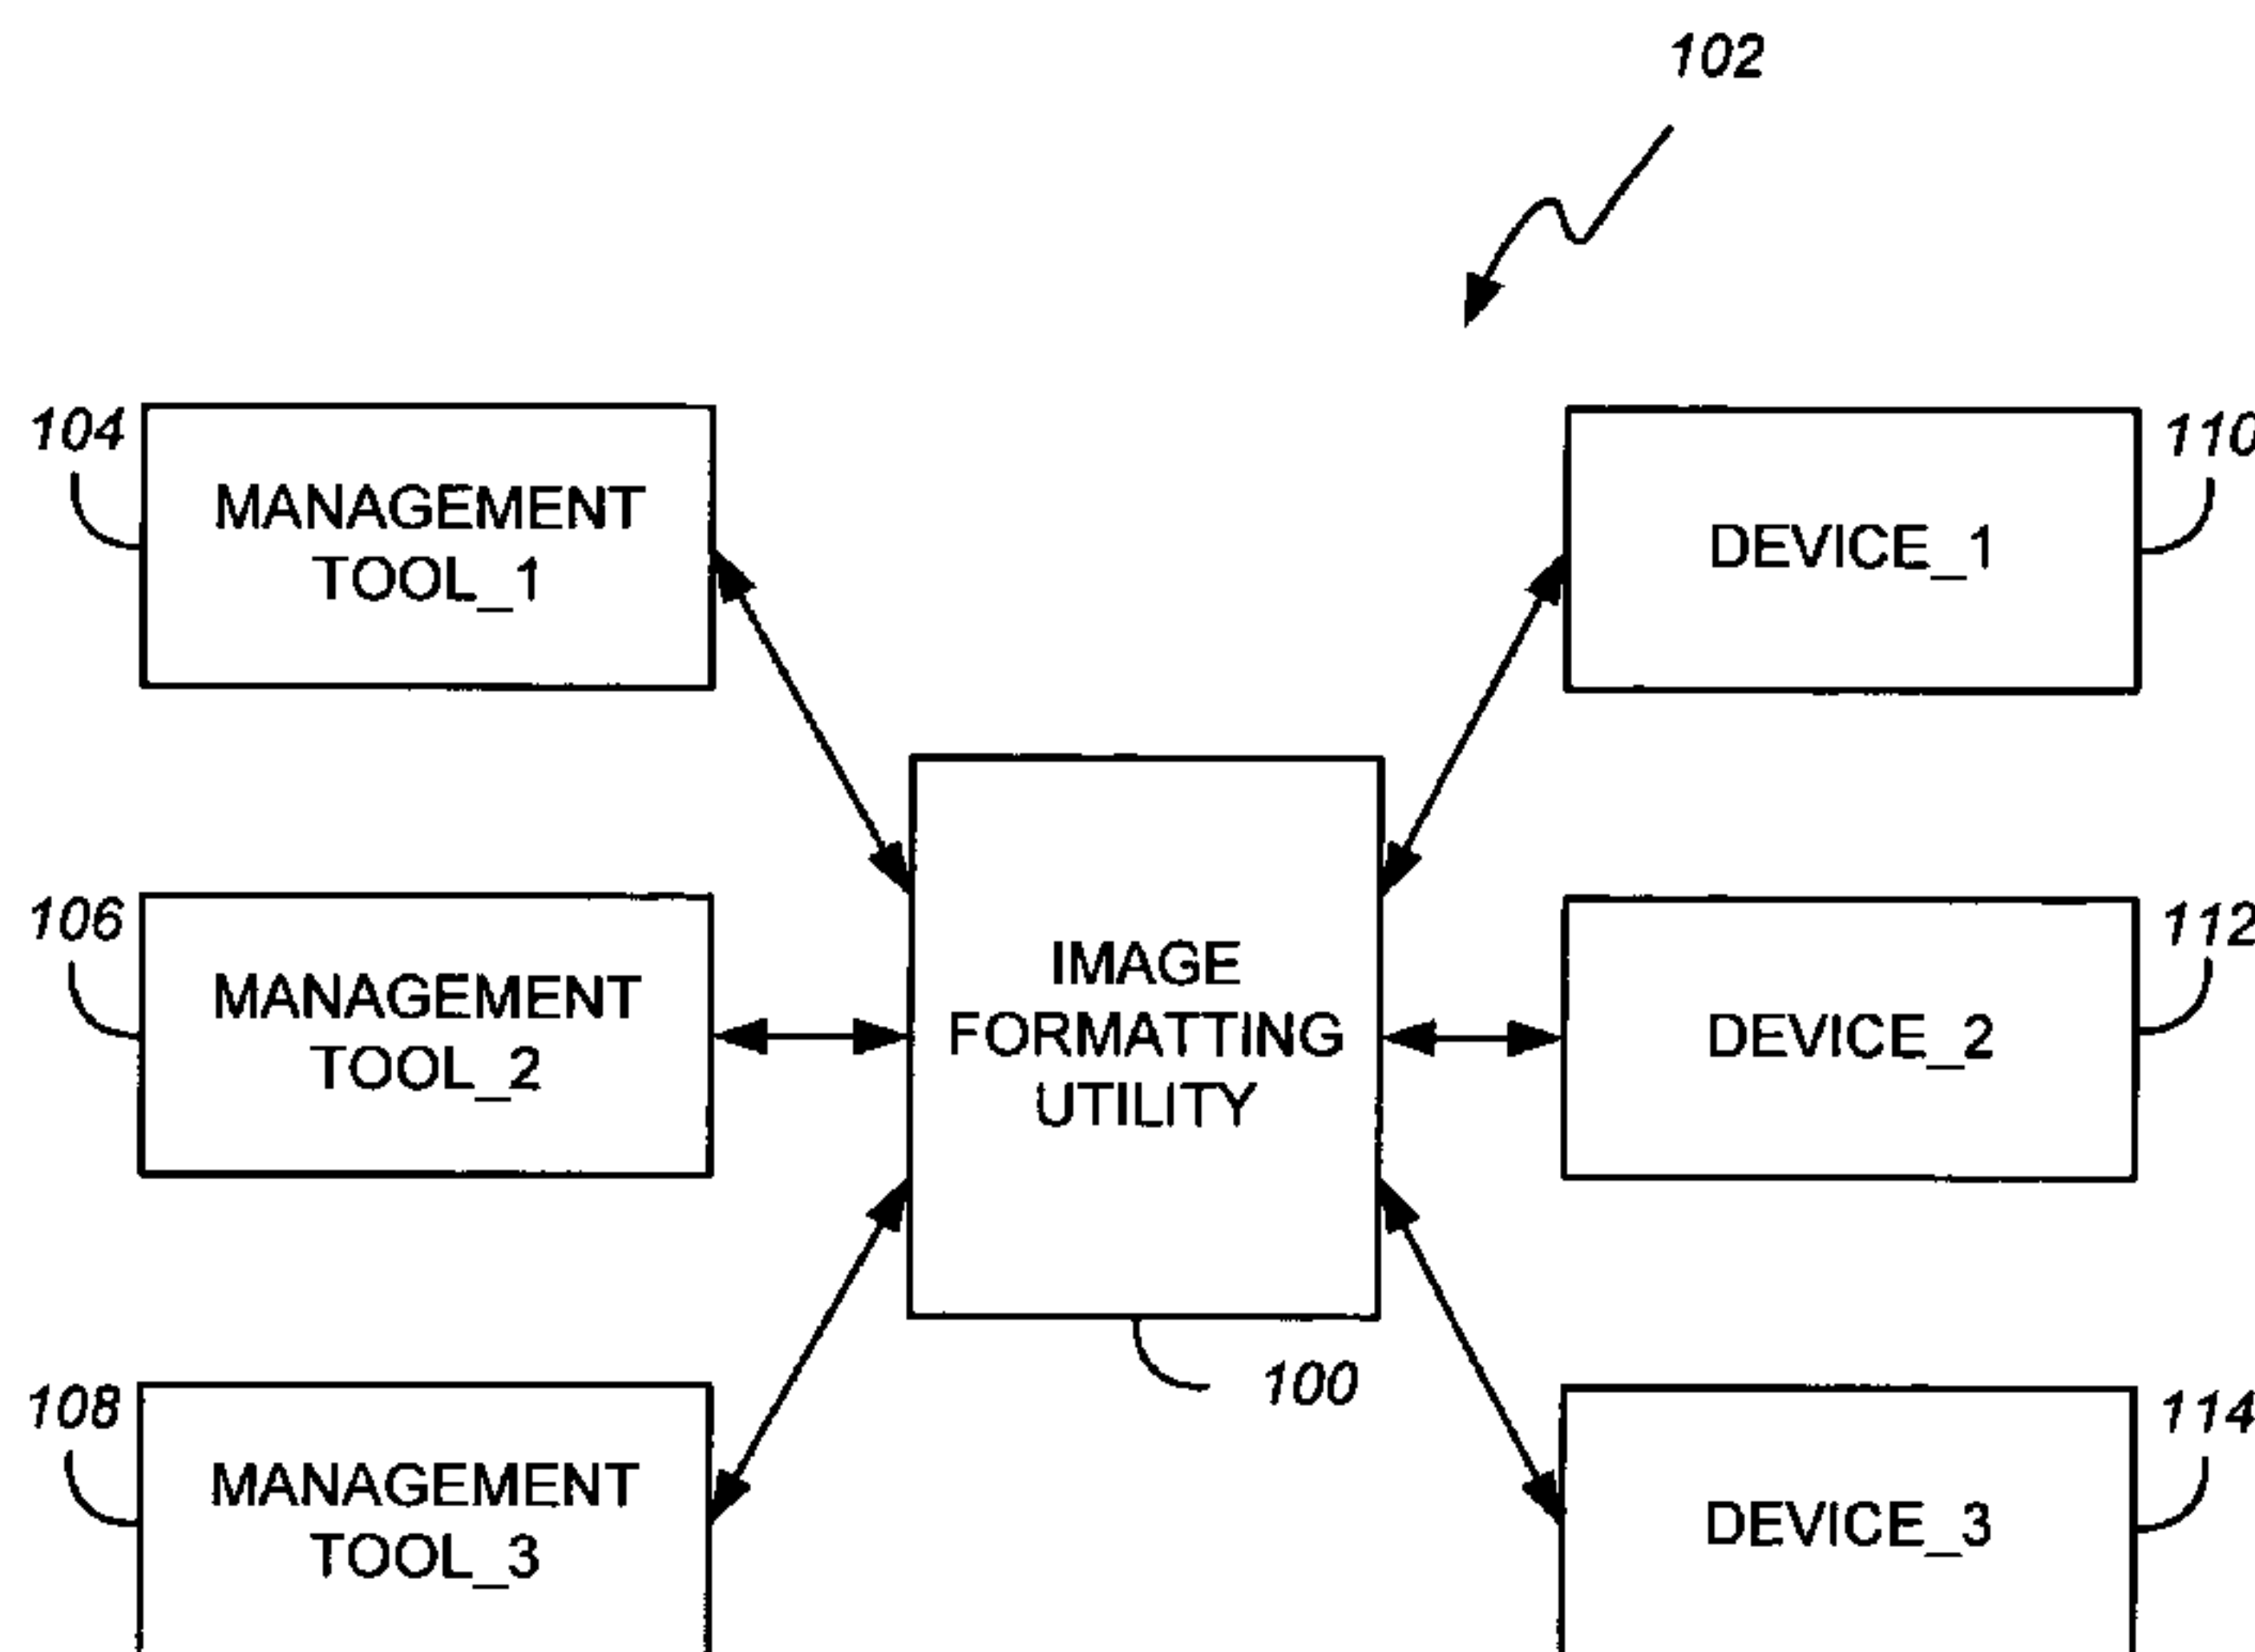 102
104
MANAGEMENT
TOOL_1
DEVICE_1
110
106
MANAGEMENT
TOOL_2
IMAGE
FORMATTING
UTILITY
DEVICE_2
112
108
MANAGEMENT
TOOL_3
100
DEVICE_3
114